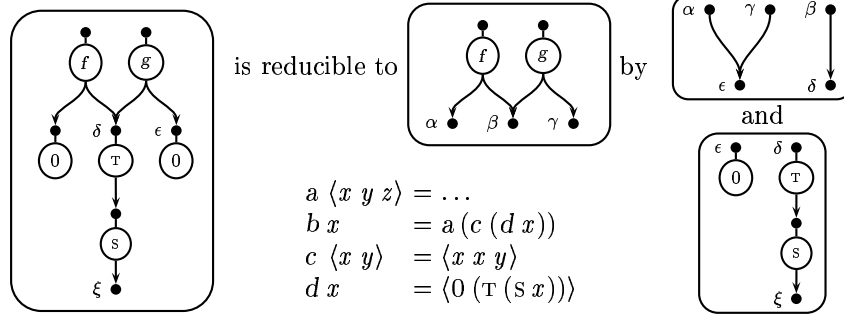 f g
δ ϵ
0 T 0
S
ξ
is reducible to
f g
α β γ
by
α γ β
ϵ δ
and
ϵ δ
0 T
S
ξ
a ⟨x y z⟩ = …
b x = a (c (d x))
c ⟨x y⟩ = ⟨x x y⟩
d x = ⟨0 (T (S x))⟩